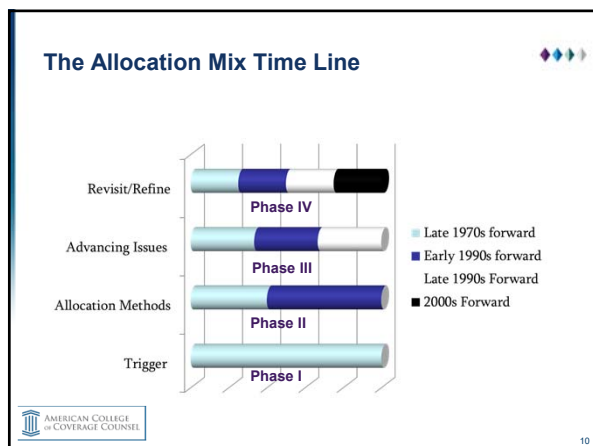 The Allocation Mix Time Line
Revisit/Refine
Phase IV
Advancing Issues
Phase III
Allocation Methods
Phase II
Trigger
Phase I
Late 1970s forward
Early 1990s forward
Late 1990s Forward
2000s Forward
AMERICAN COLLEGE
OF COVERAGE COUNSEL
10